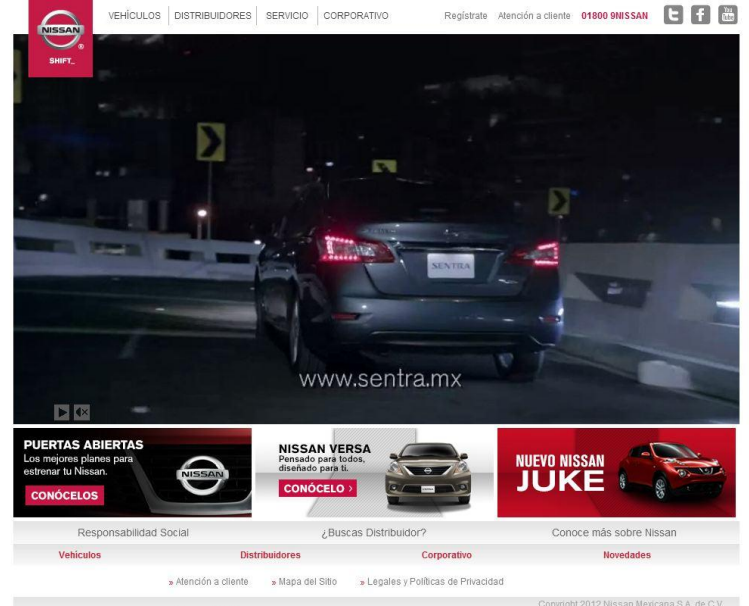 VEHÍCULOS DISTRIBUIDORES SERVICIO CORPORATIVO Regístrate Atención a cliente 01800 9NISSAN You Tube
NISSAN
SHIFT_
SENTRA
www.sentra.mx
PUERTAS ABIERTAS
Los mejores planes para
estrenar tu Nissan.
NISSAN
CONÓCELOS
NISSAN VERSA
Pensado para todos,
diseñado para ti.
CONÓCELO >
NUEVO NISSAN
JUKE
Responsabilidad Social ¿Buscas Distribuidor? Conoce más sobre Nissan
Vehículos Distribuidores Corporativo Novedades
» Atención a cliente » Mapa del Sitio » Legales y Políticas de Privacidad
Copyright 2012 Nissan Mexicana S.A. de C.V.